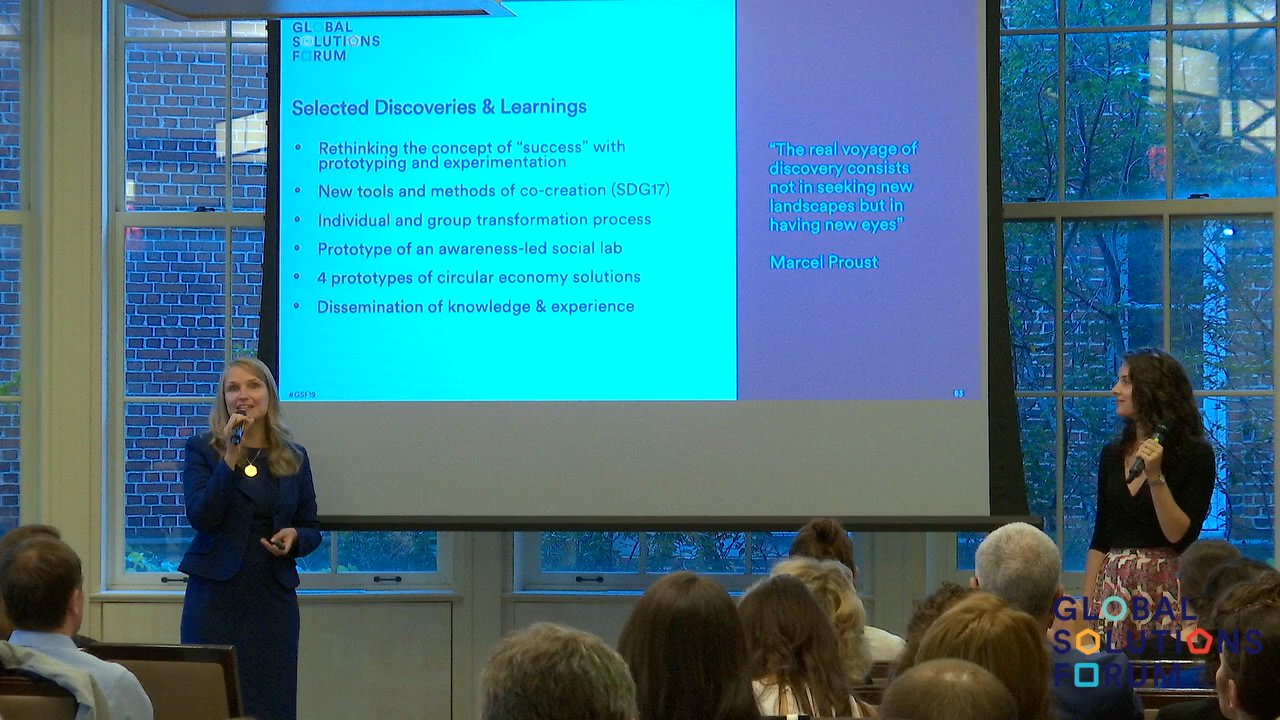 GLOBAL
SOLUTIONS
FORUM
Selected Discoveries & Learnings
• Rethinking the concept of “success” with
prototyping and experimentation
• New tools and methods of co-creation (SDG17)
• Individual and group transformation process
• Prototype of an awareness-led social lab
• 4 prototypes of circular economy solutions
• Dissemination of knowledge & experience
#GSF19
“The real voyage of
discovery consists
not in seeking new
landscapes but in
having new eyes”
Marcel Proust
63
GLOBAL
SOLUTIONS
FORUM